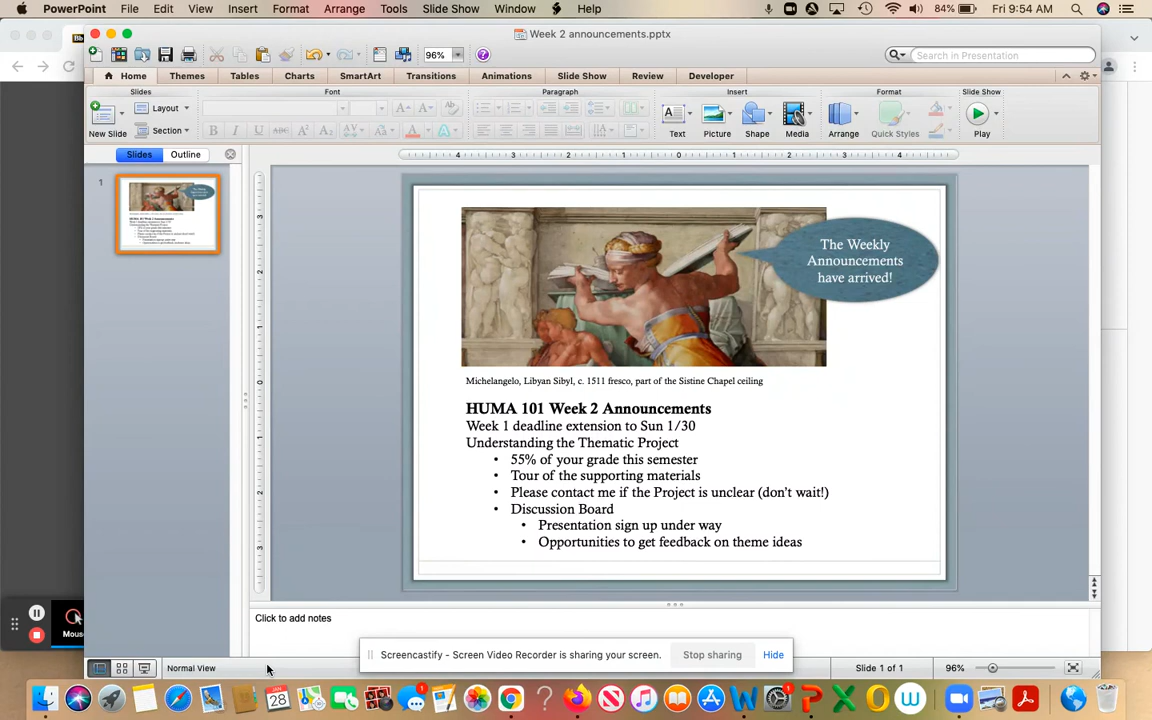 PowerPoint File Edit View Insert Format Arrange Tools Slide Show Window Help 84% Fri 9:54 AM
Week 2 announcements.pptx
96% Search in Presentation
Home Themes Tables Charts SmartArt Transitions Animations Slide Show Review Developer
Slides Font Paragraph Insert Format Slide Show
New Slide Layout Section Text Picture Shape Media Arrange Quick Styles Play
Slides Outline
1
The Weekly
Announcements
have arrived!
Michelangelo, Libyan Sibyl, c. 1511 fresco, part of the Sistine Chapel ceiling
HUMA 101 Week 2 Announcements
Week 1 deadline extension to Sun 1/30
Understanding the Thematic Project
• 55% of your grade this semester
• Tour of the supporting materials
• Please contact me if the Project is unclear (don't wait!)
• Discussion Board
• Presentation sign up under way
• Opportunities to get feedback on theme ideas
Click to add notes
Screencastify - Screen Video Recorder is sharing your screen. Stop sharing Hide
Normal View Slide 1 of 1 96%